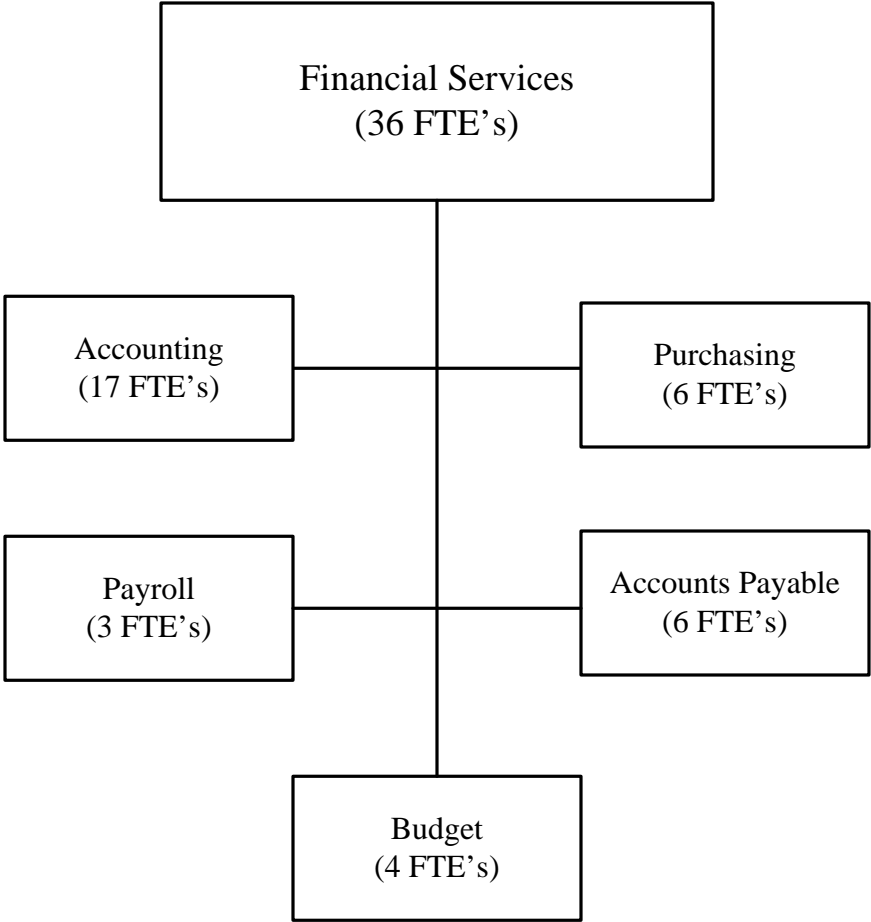 Financial Services
(36 FTE’s)
Accounting
(17 FTE’s)
Purchasing
(6 FTE’s)
Payroll
(3 FTE’s)
Accounts Payable
(6 FTE’s)
Budget
(4 FTE’s)